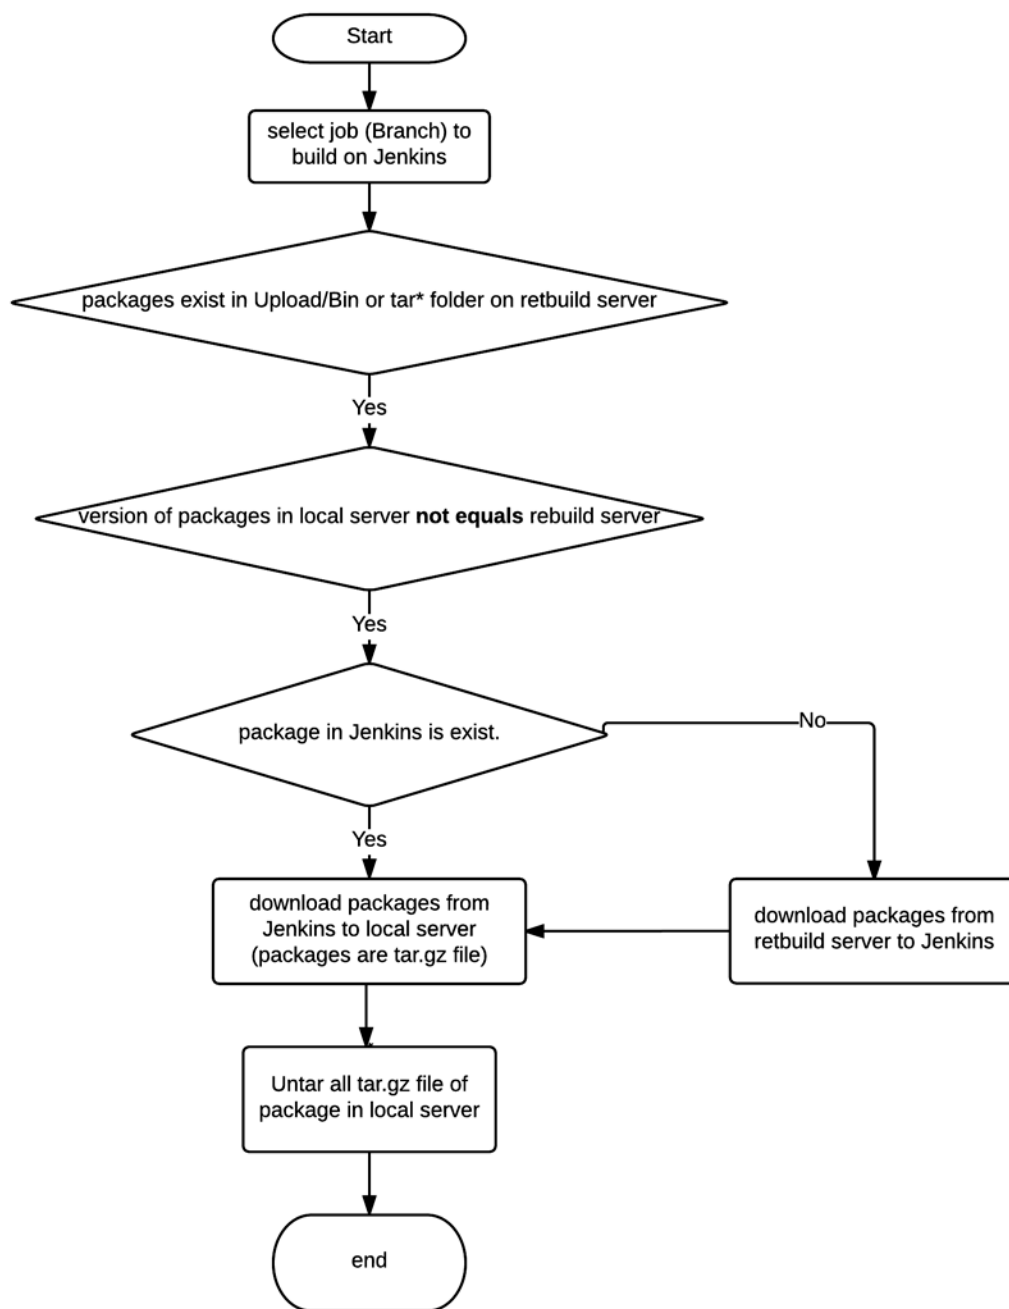 Start
select job (Branch) to
build on Jenkins
packages exist in Upload/Bin or tar* folder on retbuild server
Yes
version of packages in local server not equals rebuild server
Yes
package in Jenkins is exist.
No
Yes
download packages from
Jenkins to local server
(packages are tar.gz file)
download packages from
retbuild server to Jenkins
Untar all tar.gz file of
package in local server
end